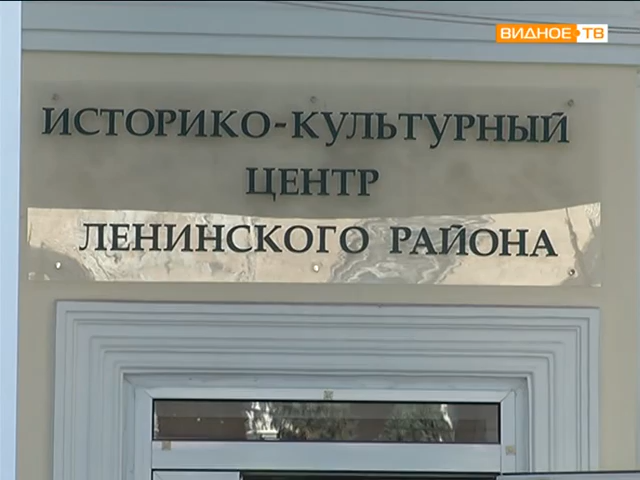 ВИДНОЕ ТВ
ИСТОРИКО-КУЛЬТУРНЫЙ
ЦЕНТР
ЛЕНИНСКОГО РАЙОНА